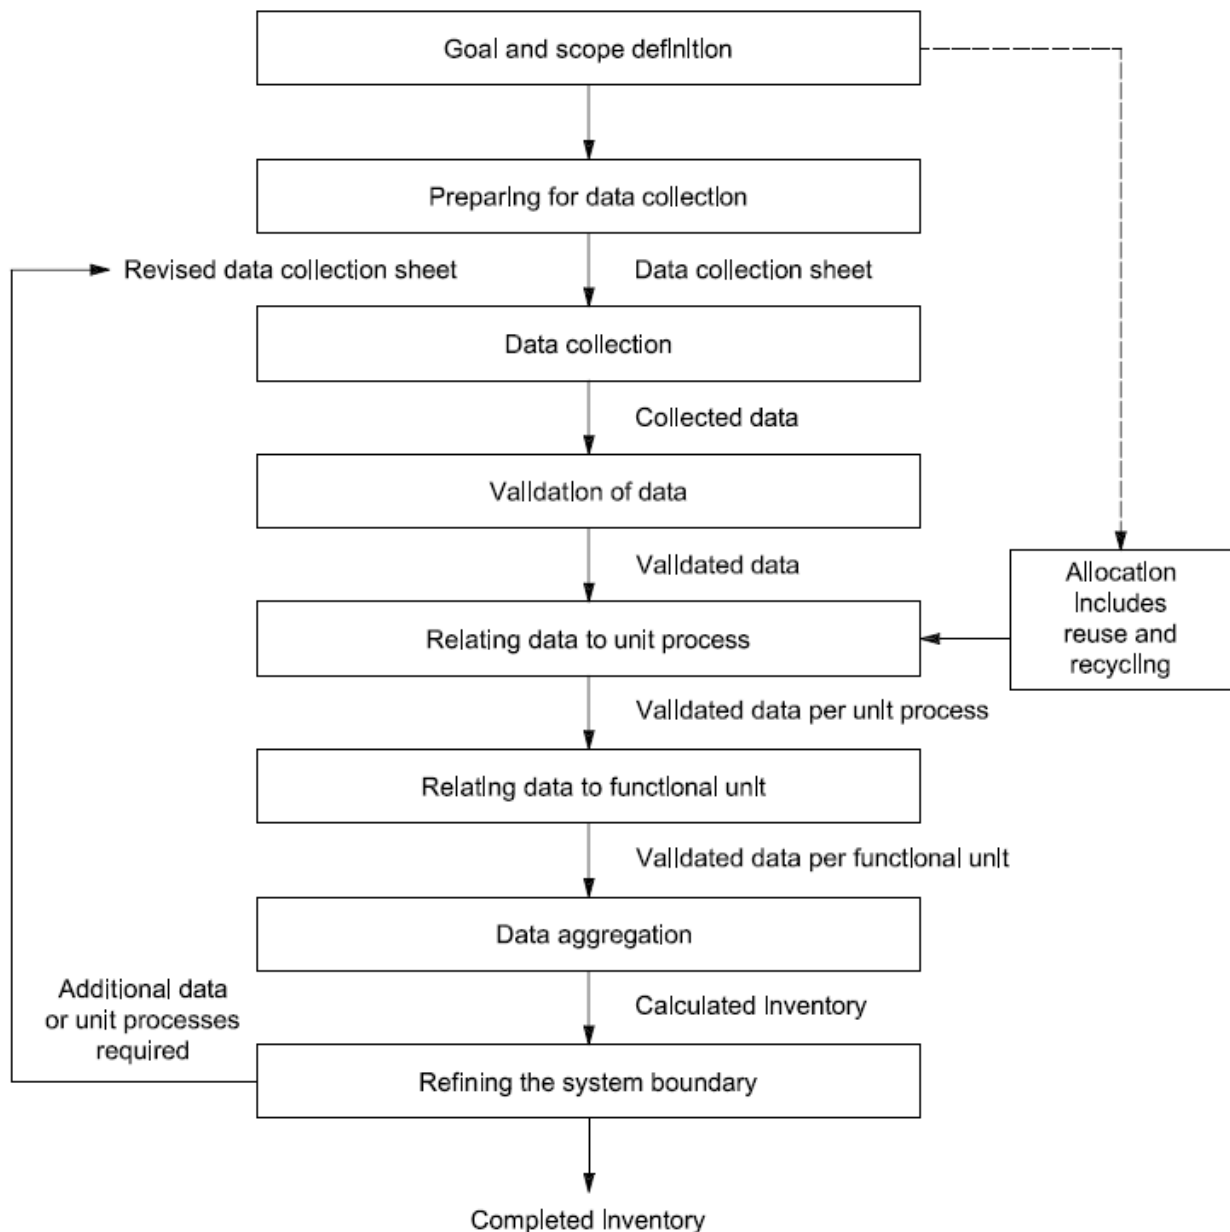 Goal and scope definition
Preparing for data collection
Revised data collection sheet
Data collection sheet
Data collection
Collected data
Validation of data
Validated data
Allocation
includes
reuse and
recycling
Relating data to unit process
Validated data per unit process
Relating data to functional unit
Validated data per functional unit
Data aggregation
Additional data
or unit processes
required
Calculated inventory
Refining the system boundary
Completed inventory